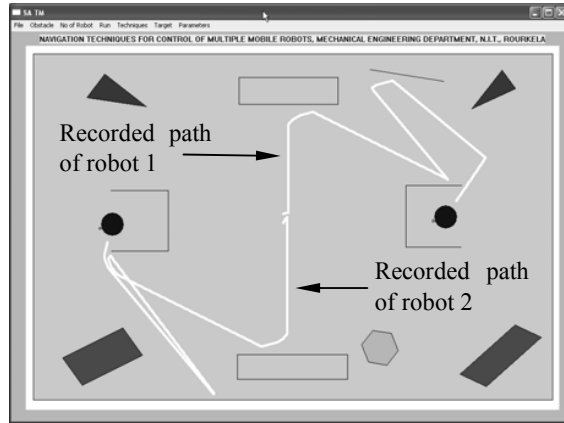 SA TM
File Obstacle No of Robot Run Techniques Target Parameters
NAVIGATION TECHNIQUES FOR CONTROL OF MULTIPLE MOBILE ROBOTS, MECHANICAL ENGINEERING DEPARTMENT, N.I.T., ROURKELA
Recorded path
of robot 1
Recorded path
of robot 2